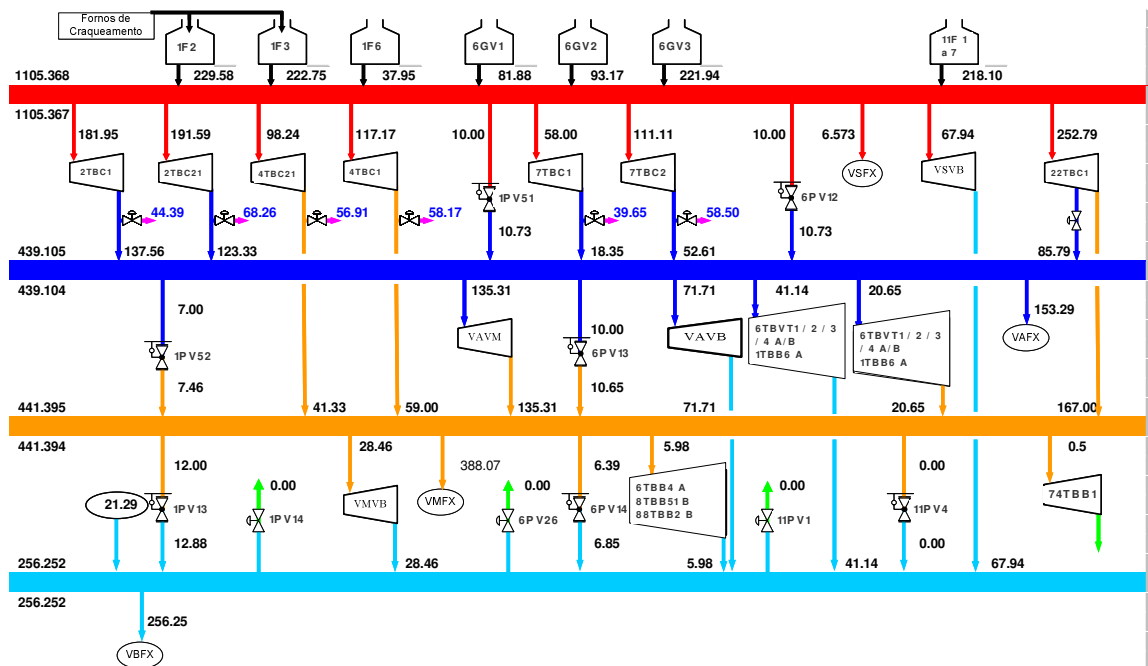 Fornos de
Craqueamento
1F2
1F3
1F6
6GV1
6GV2
6GV3
11F 1
a 7
1105.368
229.58
222.75
37.95
81.88
93.17
221.94
218.10
1105.367
181.95
191.59
98.24
117.17
10.00
58.00
111.11
10.00
6.573
67.94
252.79
2TBC1
2TBC21
4TBC21
4TBC1
1PV51
7TBC1
7TBC2
6PV12
VSFX
VSVB
22TBC1
44.39
68.26
56.91
58.17
39.65
58.50
10.73
10.73
439.105
137.56
123.33
18.35
52.61
85.79
439.104
7.00
135.31
10.00
71.71
41.14
20.65
153.29
1PV52
VAVM
6PV13
VAVB
6TBVT1/ 2 / 3
/ 4 A/B
1TBB6 A
6TBVT1/ 2 / 3
/ 4 A/B
1TBB6 A
VAFX
7.46
10.65
441.395
41.33
59.00
135.31
71.71
20.65
167.00
441.394
12.00
28.46
388.07
6.39
5.98
0.00
0.5
21.29
1PV13
0.00
1PV14
VMVB
VMFX
0.00
6PV26
6PV14
6TBB4 A
8TBB51 B
88TBB2 B
0.00
11PV1
11PV4
74TBB1
12.88
6.85
0.00
256.252
28.46
5.98
41.14
67.94
256.252
256.25
VBFX